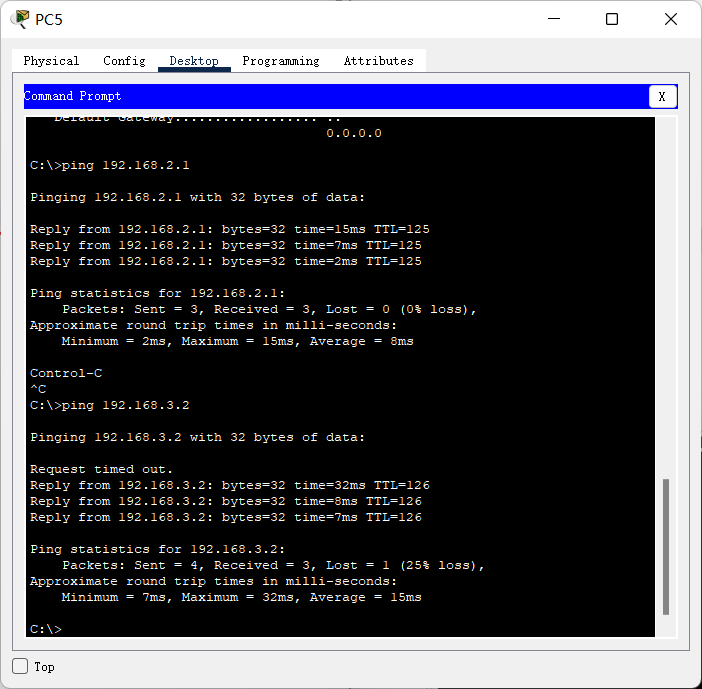 PC5
Physical Config Desktop Programming Attributes
Command Prompt X
Default Gateway.................: ::
0.0.0.0
C:\>ping 192.168.2.1
Pinging 192.168.2.1 with 32 bytes of data:
Reply from 192.168.2.1: bytes=32 time=15ms TTL=125
Reply from 192.168.2.1: bytes=32 time=7ms TTL=125
Reply from 192.168.2.1: bytes=32 time=2ms TTL=125
Ping statistics for 192.168.2.1:
Packets: Sent = 3, Received = 3, Lost = 0 (0% loss),
Approximate round trip times in milli-seconds:
Minimum = 2ms, Maximum = 15ms, Average = 8ms
Control-C
^C
C:\>ping 192.168.3.2
Pinging 192.168.3.2 with 32 bytes of data:
Request timed out.
Reply from 192.168.3.2: bytes=32 time=32ms TTL=126
Reply from 192.168.3.2: bytes=32 time=8ms TTL=126
Reply from 192.168.3.2: bytes=32 time=7ms TTL=126
Ping statistics for 192.168.3.2:
Packets: Sent = 4, Received = 3, Lost = 1 (25% loss),
Approximate round trip times in milli-seconds:
Minimum = 7ms, Maximum = 32ms, Average = 15ms
C:\>
Top